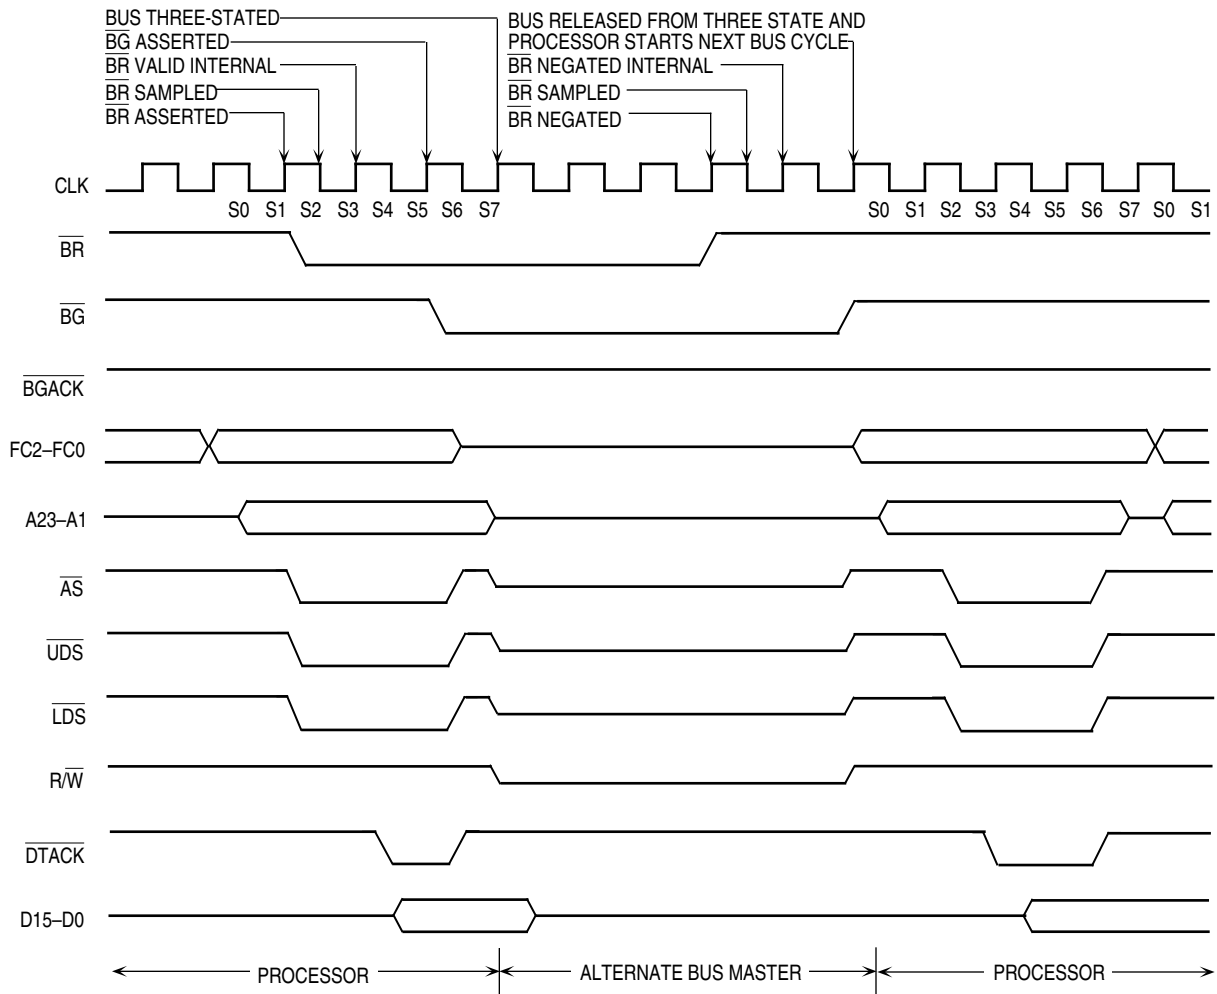 BUS THREE-STATED
BG ASSERTED
BR VALID INTERNAL
BR SAMPLED
BR ASSERTED
BUS RELEASED FROM THREE STATE AND
PROCESSOR STARTS NEXT BUS CYCLE
BR NEGATED INTERNAL
BR SAMPLED
BR NEGATED
CLK
S0 S1 S2 S3 S4 S5 S6 S7 S0 S1 S2 S3 S4 S5 S6 S7 S0 S1
BR
BG
BGACK
FC2–FC0
A23–A1
AS
UDS
LDS
R/W
DTACK
D15–D0
PROCESSOR ALTERNATE BUS MASTER PROCESSOR